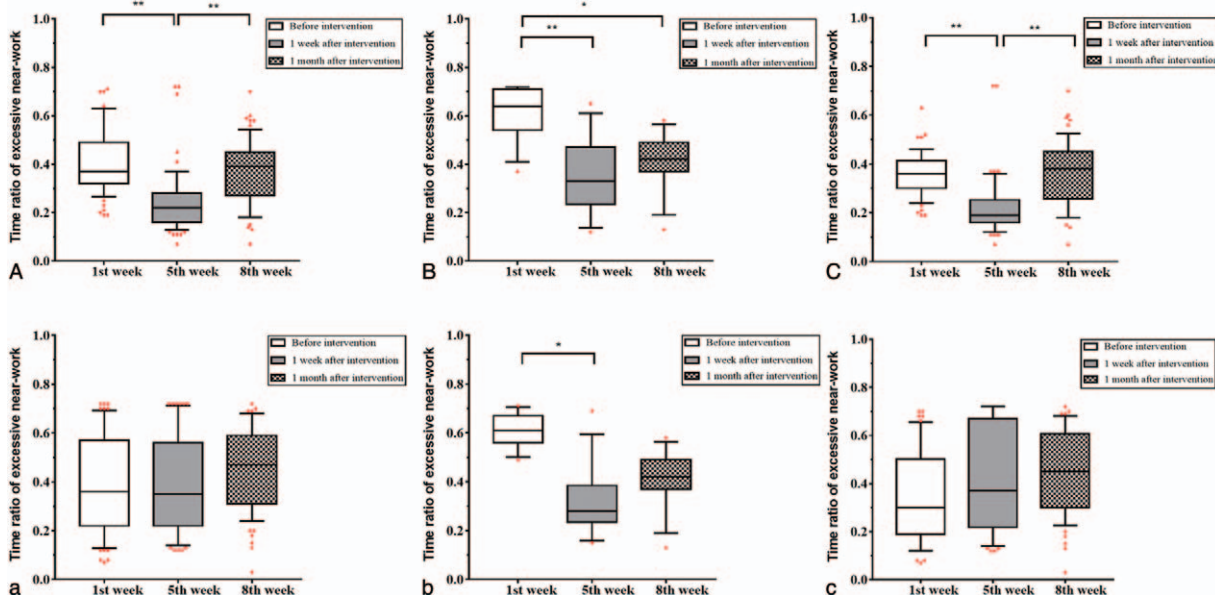 ** **
Before intervention
1 week after intervention
1 month after intervention
Time ratio of excessive near-work
1.0
0.8
0.6
0.4
0.2
0.0
1st week 5th week 8th week
A
*
**
Before intervention
1 week after intervention
1 month after intervention
Time ratio of excessive near-work
1.0
0.8
0.6
0.4
0.2
0.0
1st week 5th week 8th week
B
** **
Before intervention
1 week after intervention
1 month after intervention
Time ratio of excessive near-work
1.0
0.8
0.6
0.4
0.2
0.0
1st week 5th week 8th week
C
Before intervention
1 week after intervention
1 month after intervention
Time ratio of excessive near-work
1.0
0.8
0.6
0.4
0.2
0.0
1st week 5th week 8th week
a
*
Before intervention
1 week after intervention
1 month after intervention
Time ratio of excessive near-work
1.0
0.8
0.6
0.4
0.2
0.0
1st week 5th week 8th week
b
Before intervention
1 week after intervention
1 month after intervention
Time ratio of excessive near-work
1.0
0.8
0.6
0.4
0.2
0.0
1st week 5th week 8th week
c